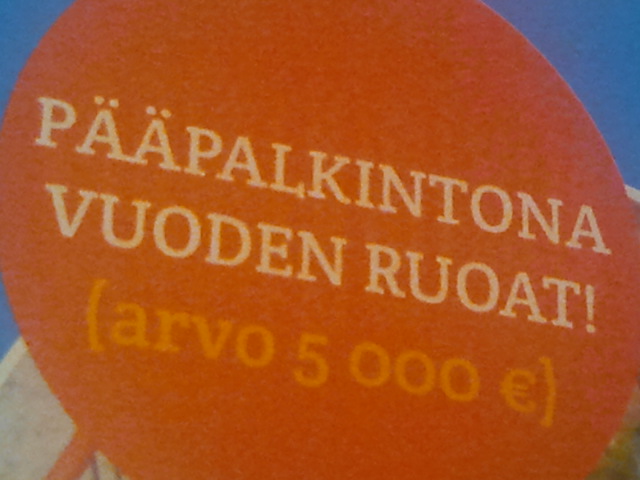 PÄÄPALKINTONA
VUODEN RUOAT!
(arvo 5 000 €)